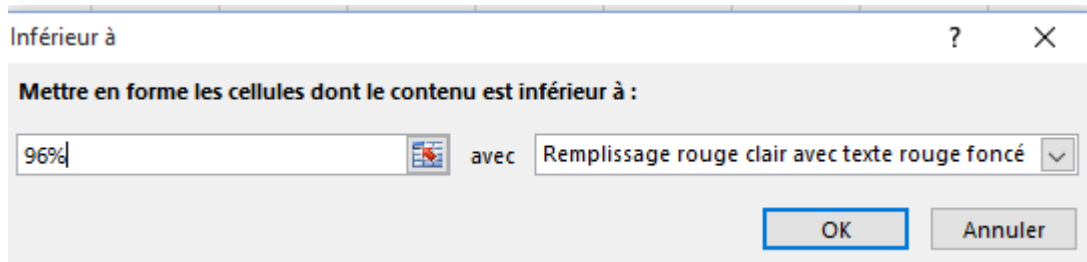 Inférieur à ?
Mettre en forme les cellules dont le contenu est inférieur à :
96% avec Remplissage rouge clair avec texte rouge foncé
OK Annuler